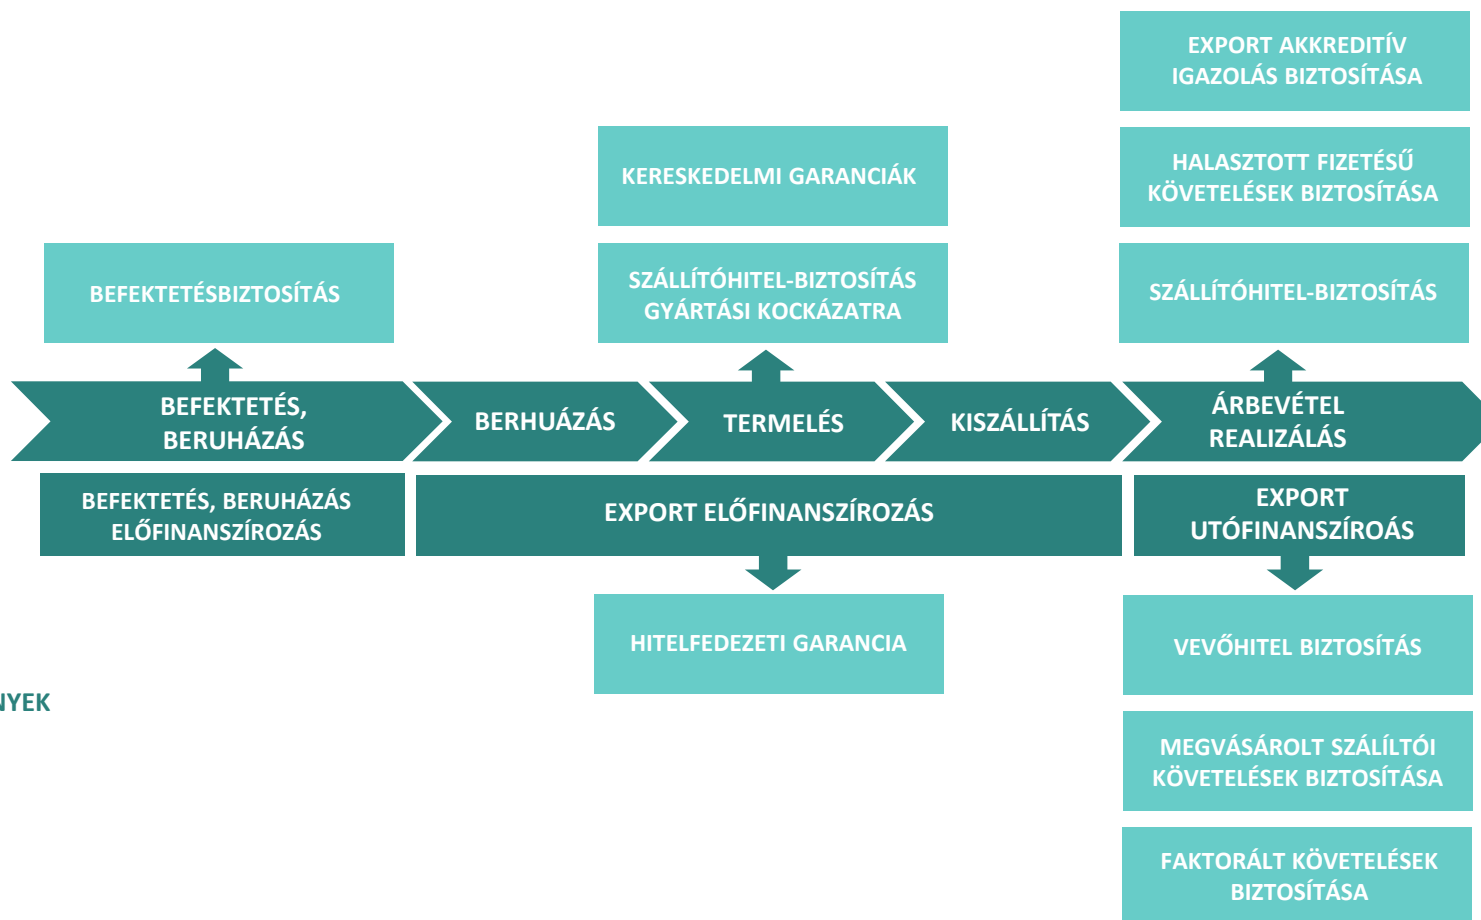 EXPORT AKKREDITÍV
IGAZOLÁS BIZTOSÍTÁSA
KERESKEDELMI GARANCIÁK
HALASZTOTT FIZETÉSŰ
KÖVETELÉSEK BIZTOSÍTÁSA
BEFEKTETÉSBIZTOSÍTÁS
SZÁLLÍTÓHITEL-BIZTOSÍTÁS
GYÁRTÁSI KOCKÁZATRA
SZÁLLÍTÓHITEL-BIZTOSÍTÁS
BEFEKTETÉS,
BERUHÁZÁS
BERHUÁZÁS
TERMELÉS
KISZÁLLÍTÁS
ÁRBEVÉTEL
REALIZÁLÁS
BEFEKTETÉS, BERUHÁZÁS
ELŐFINANSZÍROZÁS
EXPORT ELŐFINANSZÍROZÁS
EXPORT
UTÓFINANSZÍROÁS
HITELFEDEZETI GARANCIA
VEVŐHITEL BIZTOSÍTÁS
NYEK
MEGVÁSÁROLT SZÁLÍLTÓI
KÖVETELÉSEK BIZTOSÍTÁSA
FAKTORÁLT KÖVETELÉSEK
BIZTOSÍTÁSA